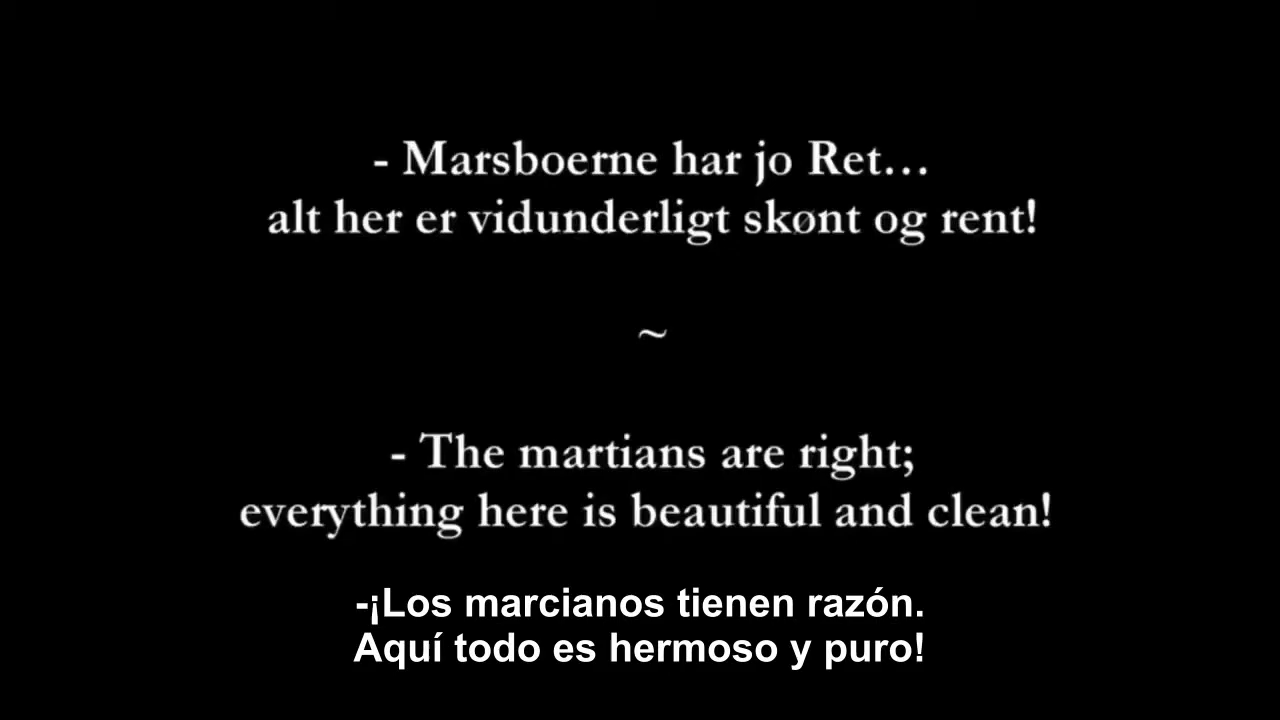 - Marsboerne har jo Ret...
alt her er vidunderligt skønt og rent!
~
- The martians are right;
everything here is beautiful and clean!
-¡Los marcianos tienen razón.
Aquí todo es hermoso y puro!